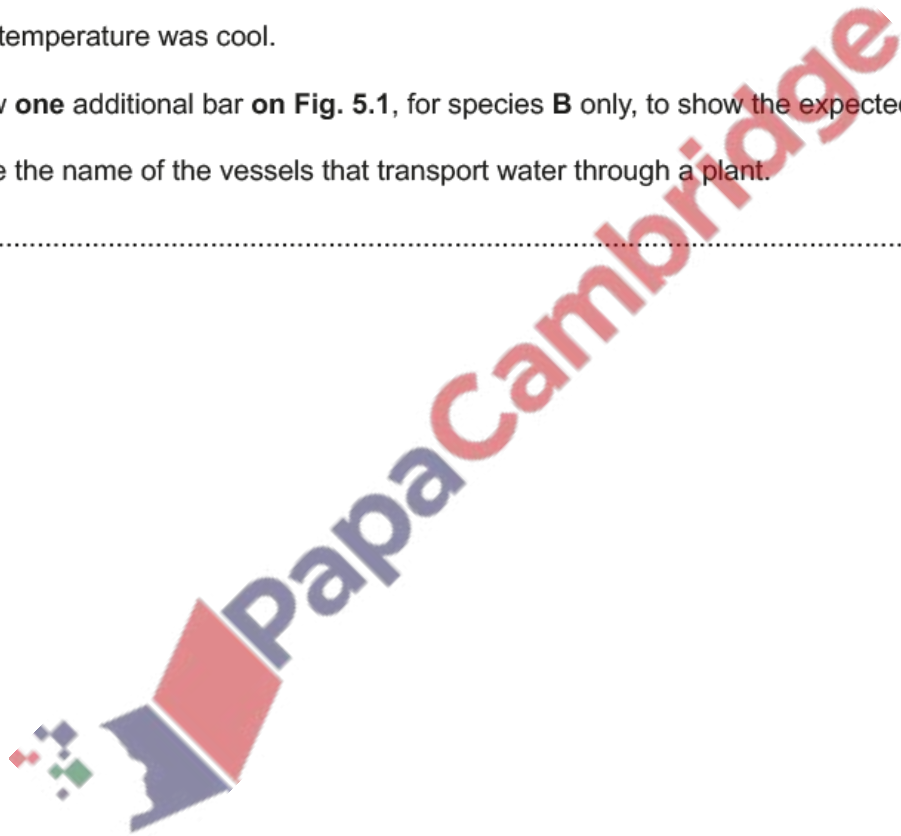 temperature was cool.
one additional bar on Fig. 5.1, for species B only, to show the expected
the name of the vessels that transport water through a plant.
PapaCambridge